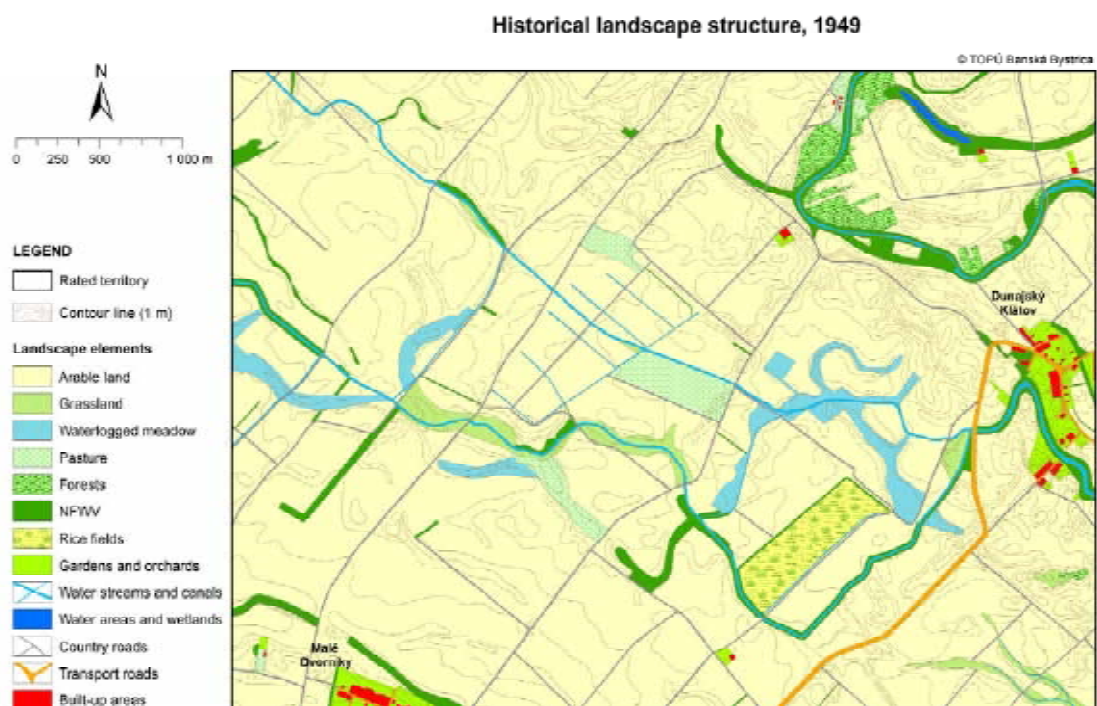 Historical landscape structure, 1949
© TOPÚ Banská Bystrica
N
0 250 500 1 000 m
LEGEND
Rated territory
Contour line (1 m)
Landscape elements
Arable land
Grassland
Waterlogged meadow
Pasture
Forests
NFWV
Rice fields
Gardens and orchards
Water streams and canals
Water areas and wetlands
Country roads
Transport roads
Built-up areas
Dunajský
Klátov
Malé
Dvorníky